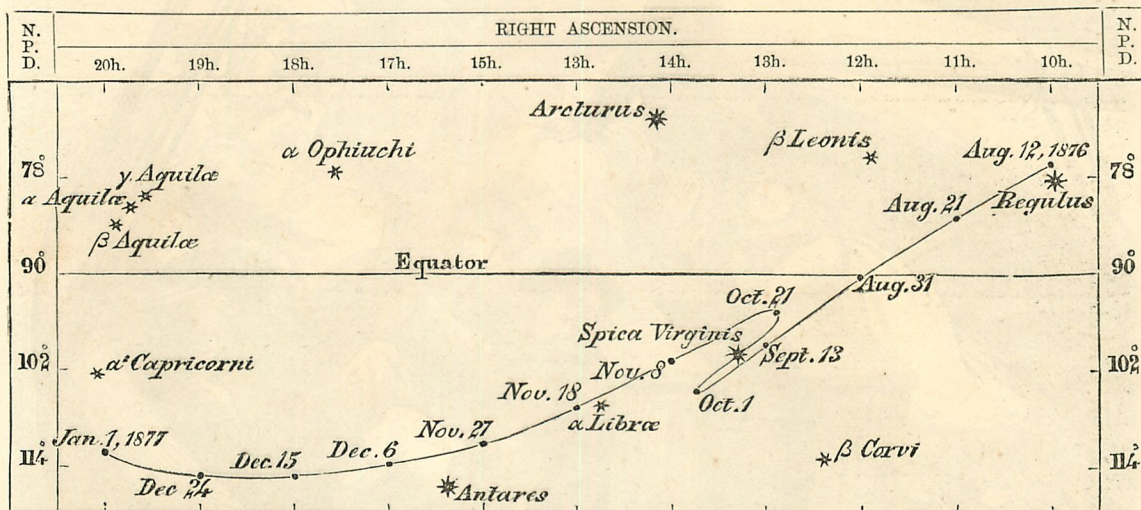 N. P. D.
RIGHT ASCENSION.
N. P. D.
20h. 19h. 18h. 17h. 15h. 13h. 14h. 13h. 12h. 11h. 10h.
Arcturus
α Ophiuchi
β Leonis
Aug. 12, 1876
78°
78°
γ Aquilæ
α Aquilæ
Aug. 21
Regulus
β Aquilæ
90°
Equator
90°
Aug. 31
Oct. 21
Spica Virginis
Sept. 13
102°
α² Capricorni
Nov. 8
102°
Nov. 18
Oct. 1
α Libræ
Nov. 27
Jan. 1, 1877
Dec. 6
114°
Dec. 15
β Corvi
114°
Dec 24
Antares